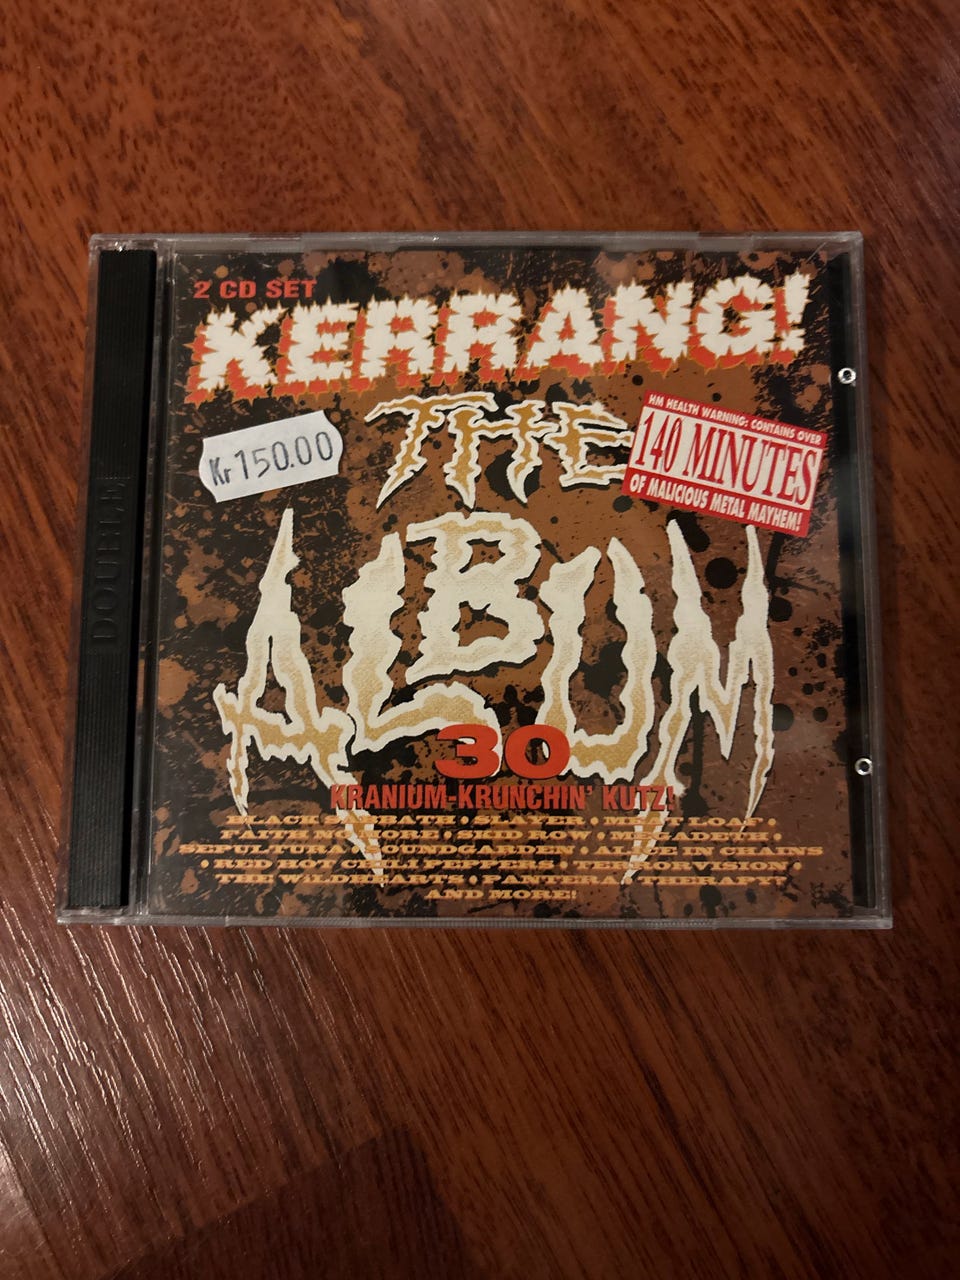 2 CD SET
KERRANG!
THE
Kr 150.00
HM HEALTH WARNING: CONTAINS OVER
140 MINUTES
OF MALICIOUS METAL MAYHEM!
DOUBLE
ALBUM
30
KRANIUM-KRUNCHIN' KUTZ!
BLACK SABBATH • SLAYER • MEAT LOAF •
FAITH NO MORE • SKID ROW • MEGADETH •
SEPULTURA • SOUNDGARDEN • ALICE IN CHAINS
• RED HOT CHILI PEPPERS • TERRORVISION •
THE WiLDHEARTS • PANTERA • THERAPY?
AND MORE!